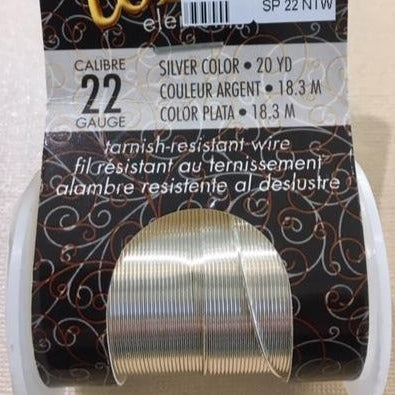 SP 22 NTW
CALIBRE
22
GAUGE
SILVER COLOR • 20 YD
COULEUR ARGENT • 18.3 M
COLOR PLATA • 18.3 M
tarnish-resistant wire
fil résistant au ternissement
alambre resistente al deslustre